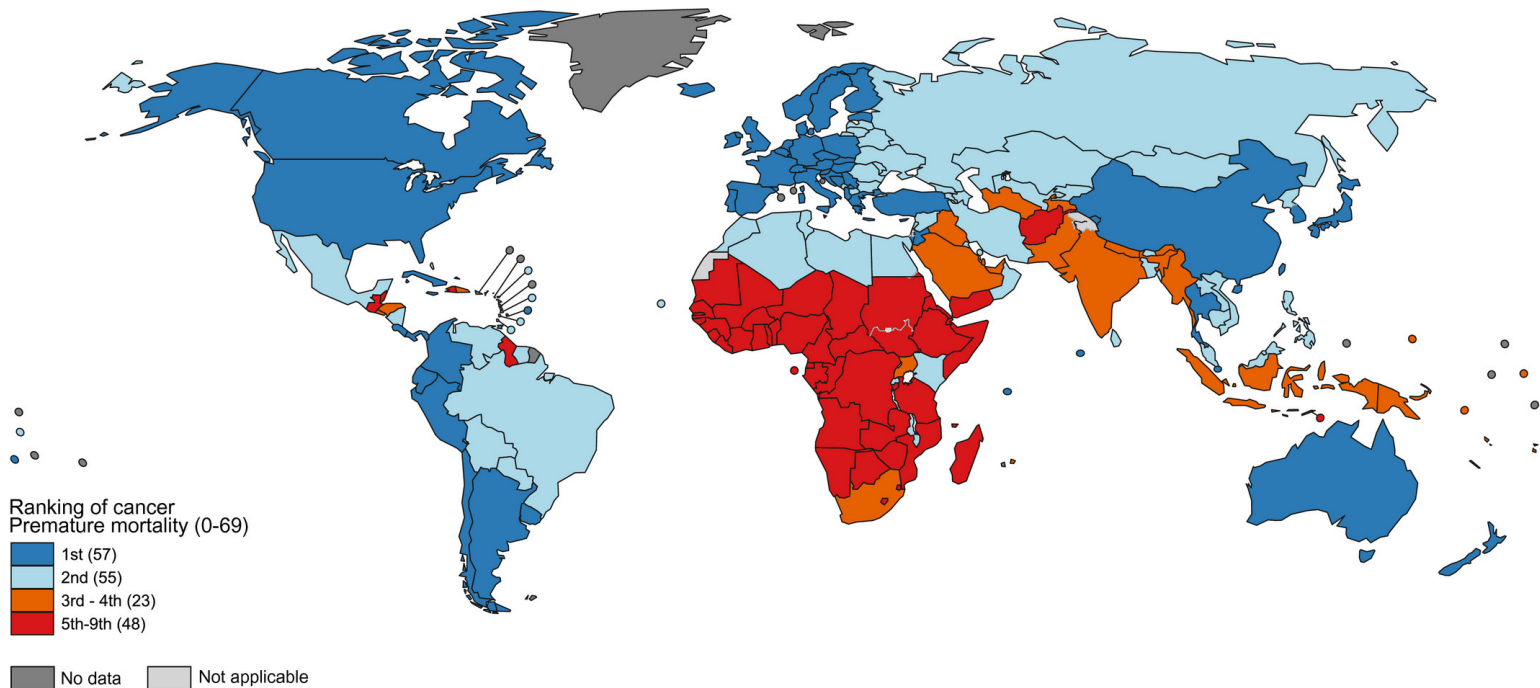 Ranking of cancer
Premature mortality (0-69)
1st (57)
2nd (55)
3rd - 4th (23)
5th-9th (48)
No data
Not applicable